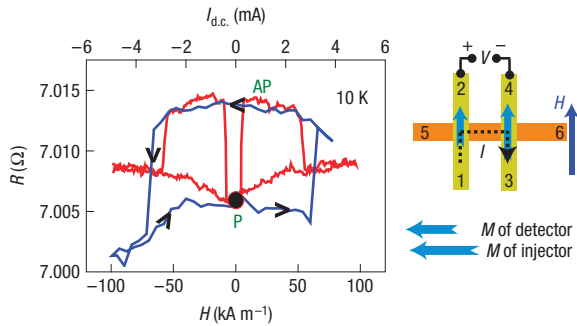 I d.c. (mA)
−6 −4 −2 0 2 4 6
7.015
7.010
7.005
7.000
R (Ω)
AP
10 K
P
−100 −50 0 50 100
H (kA m⁻¹)
+ V −
2 4
H
5 6
I
1 3
M of detector
M of injector